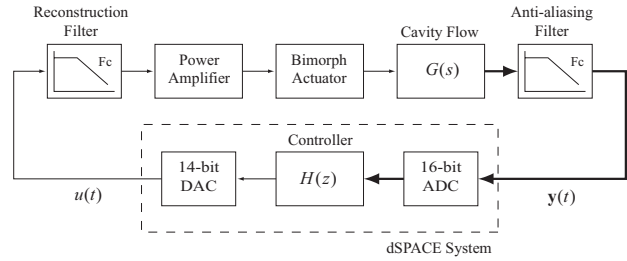 Reconstruction
Filter
Fc
Power
Amplifier
Bimorph
Actuator
Cavity Flow
G(s)
Anti-aliasing
Filter
Fc
Controller
14-bit
DAC
H(z)
16-bit
ADC
u(t)
y(t)
dSPACE System